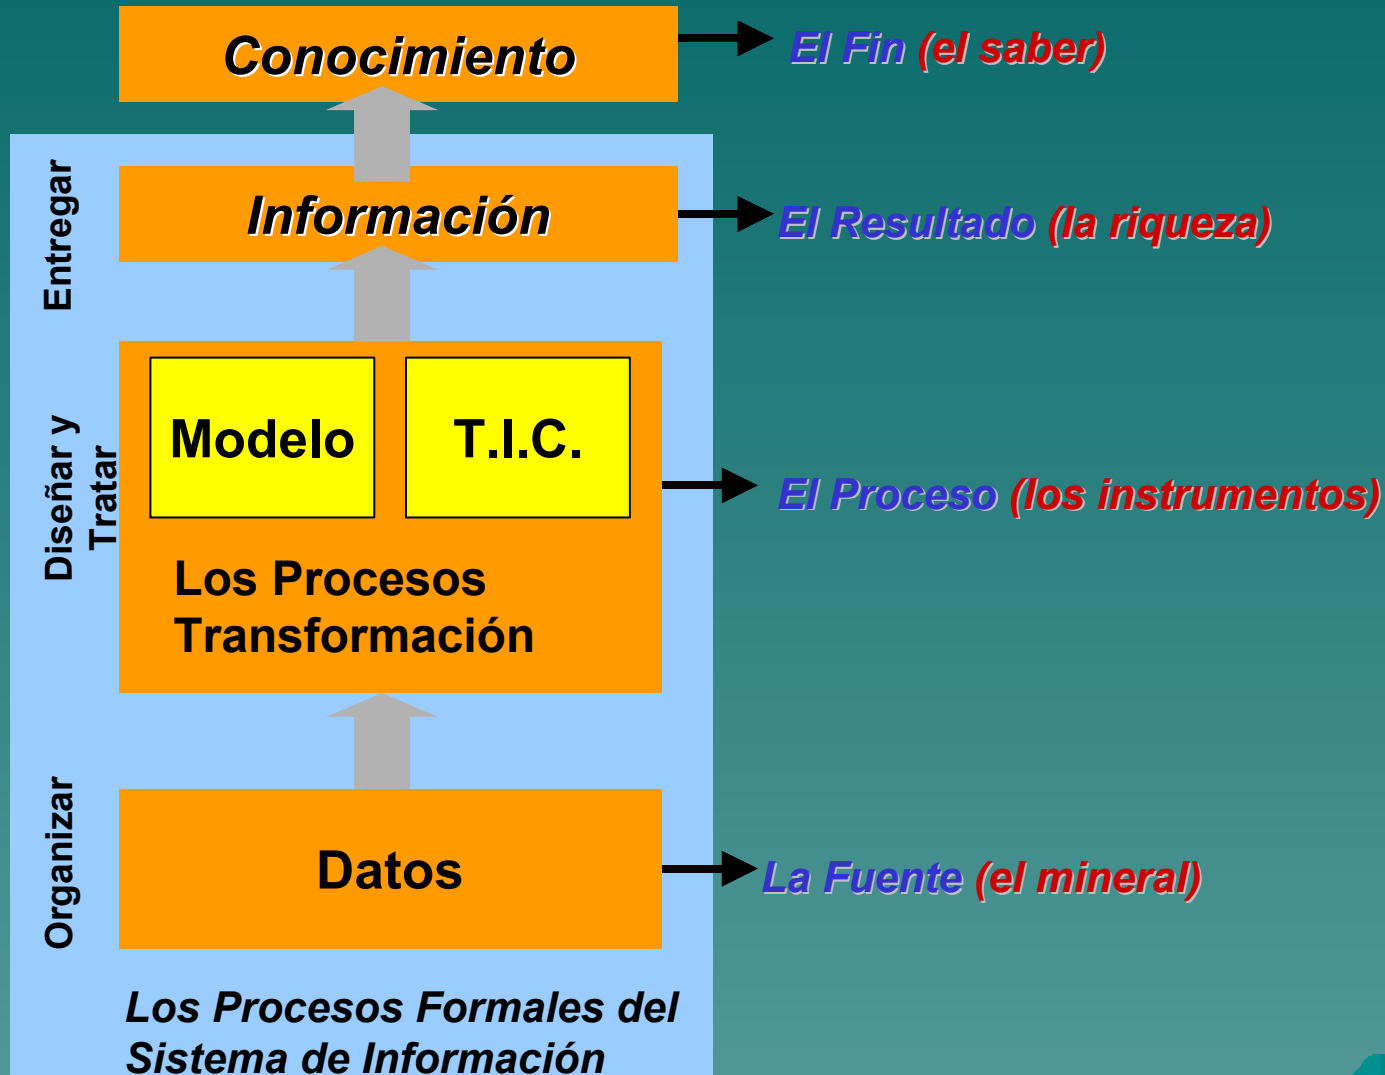 Conocimiento
El Fin (el saber)
Entregar
Información
El Resultado (la riqueza)
Diseñar y
Tratar
Modelo
T.I.C.
El Proceso (los instrumentos)
Los Procesos
Transformación
Organizar
Datos
La Fuente (el mineral)
Los Procesos Formales del
Sistema de Información